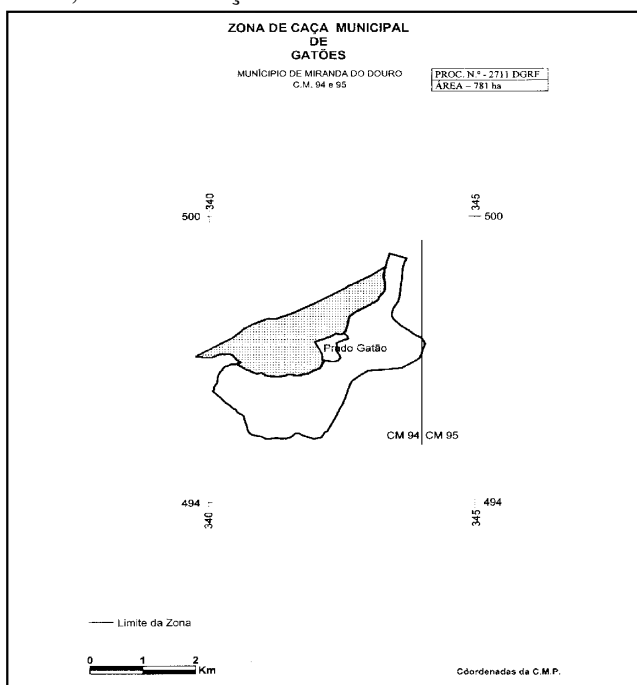 ZONA DE CAÇA MUNICIPAL
DE
GATÕES
MUNÍCIPIO DE MIRANDA DO DOURO
C.M. 94 e 95
PROC. N.º - 2711 DGRF
ÁREA – 781 ha
340
345
500
500
Prado Gatão
CM 94
CM 95
494
494
340
345
Limite da Zona
0 1 2
Km
Coordenadas da C.M.P.